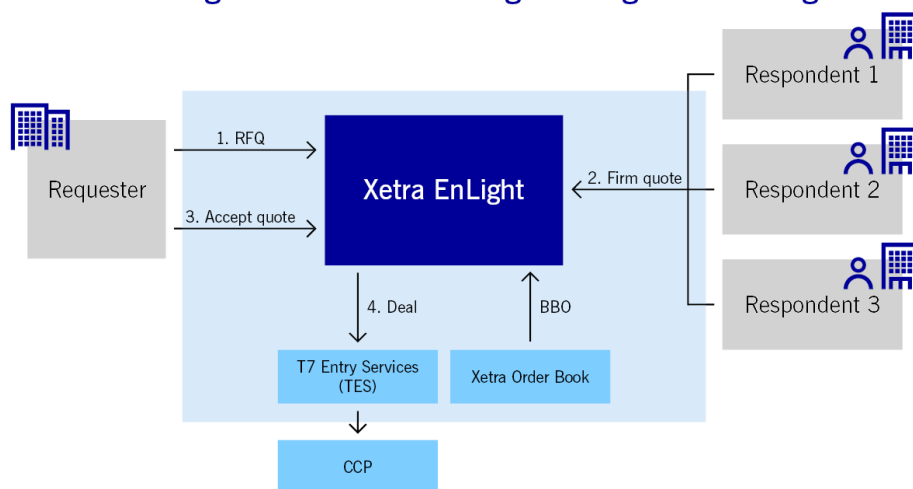 Respondent 1
1. RFQ
Requester
Xetra EnLight
2. Firm quote
Respondent 2
3. Accept quote
4. Deal
BBO
Respondent 3
T7 Entry Services
(TES)
Xetra Order Book
CCP